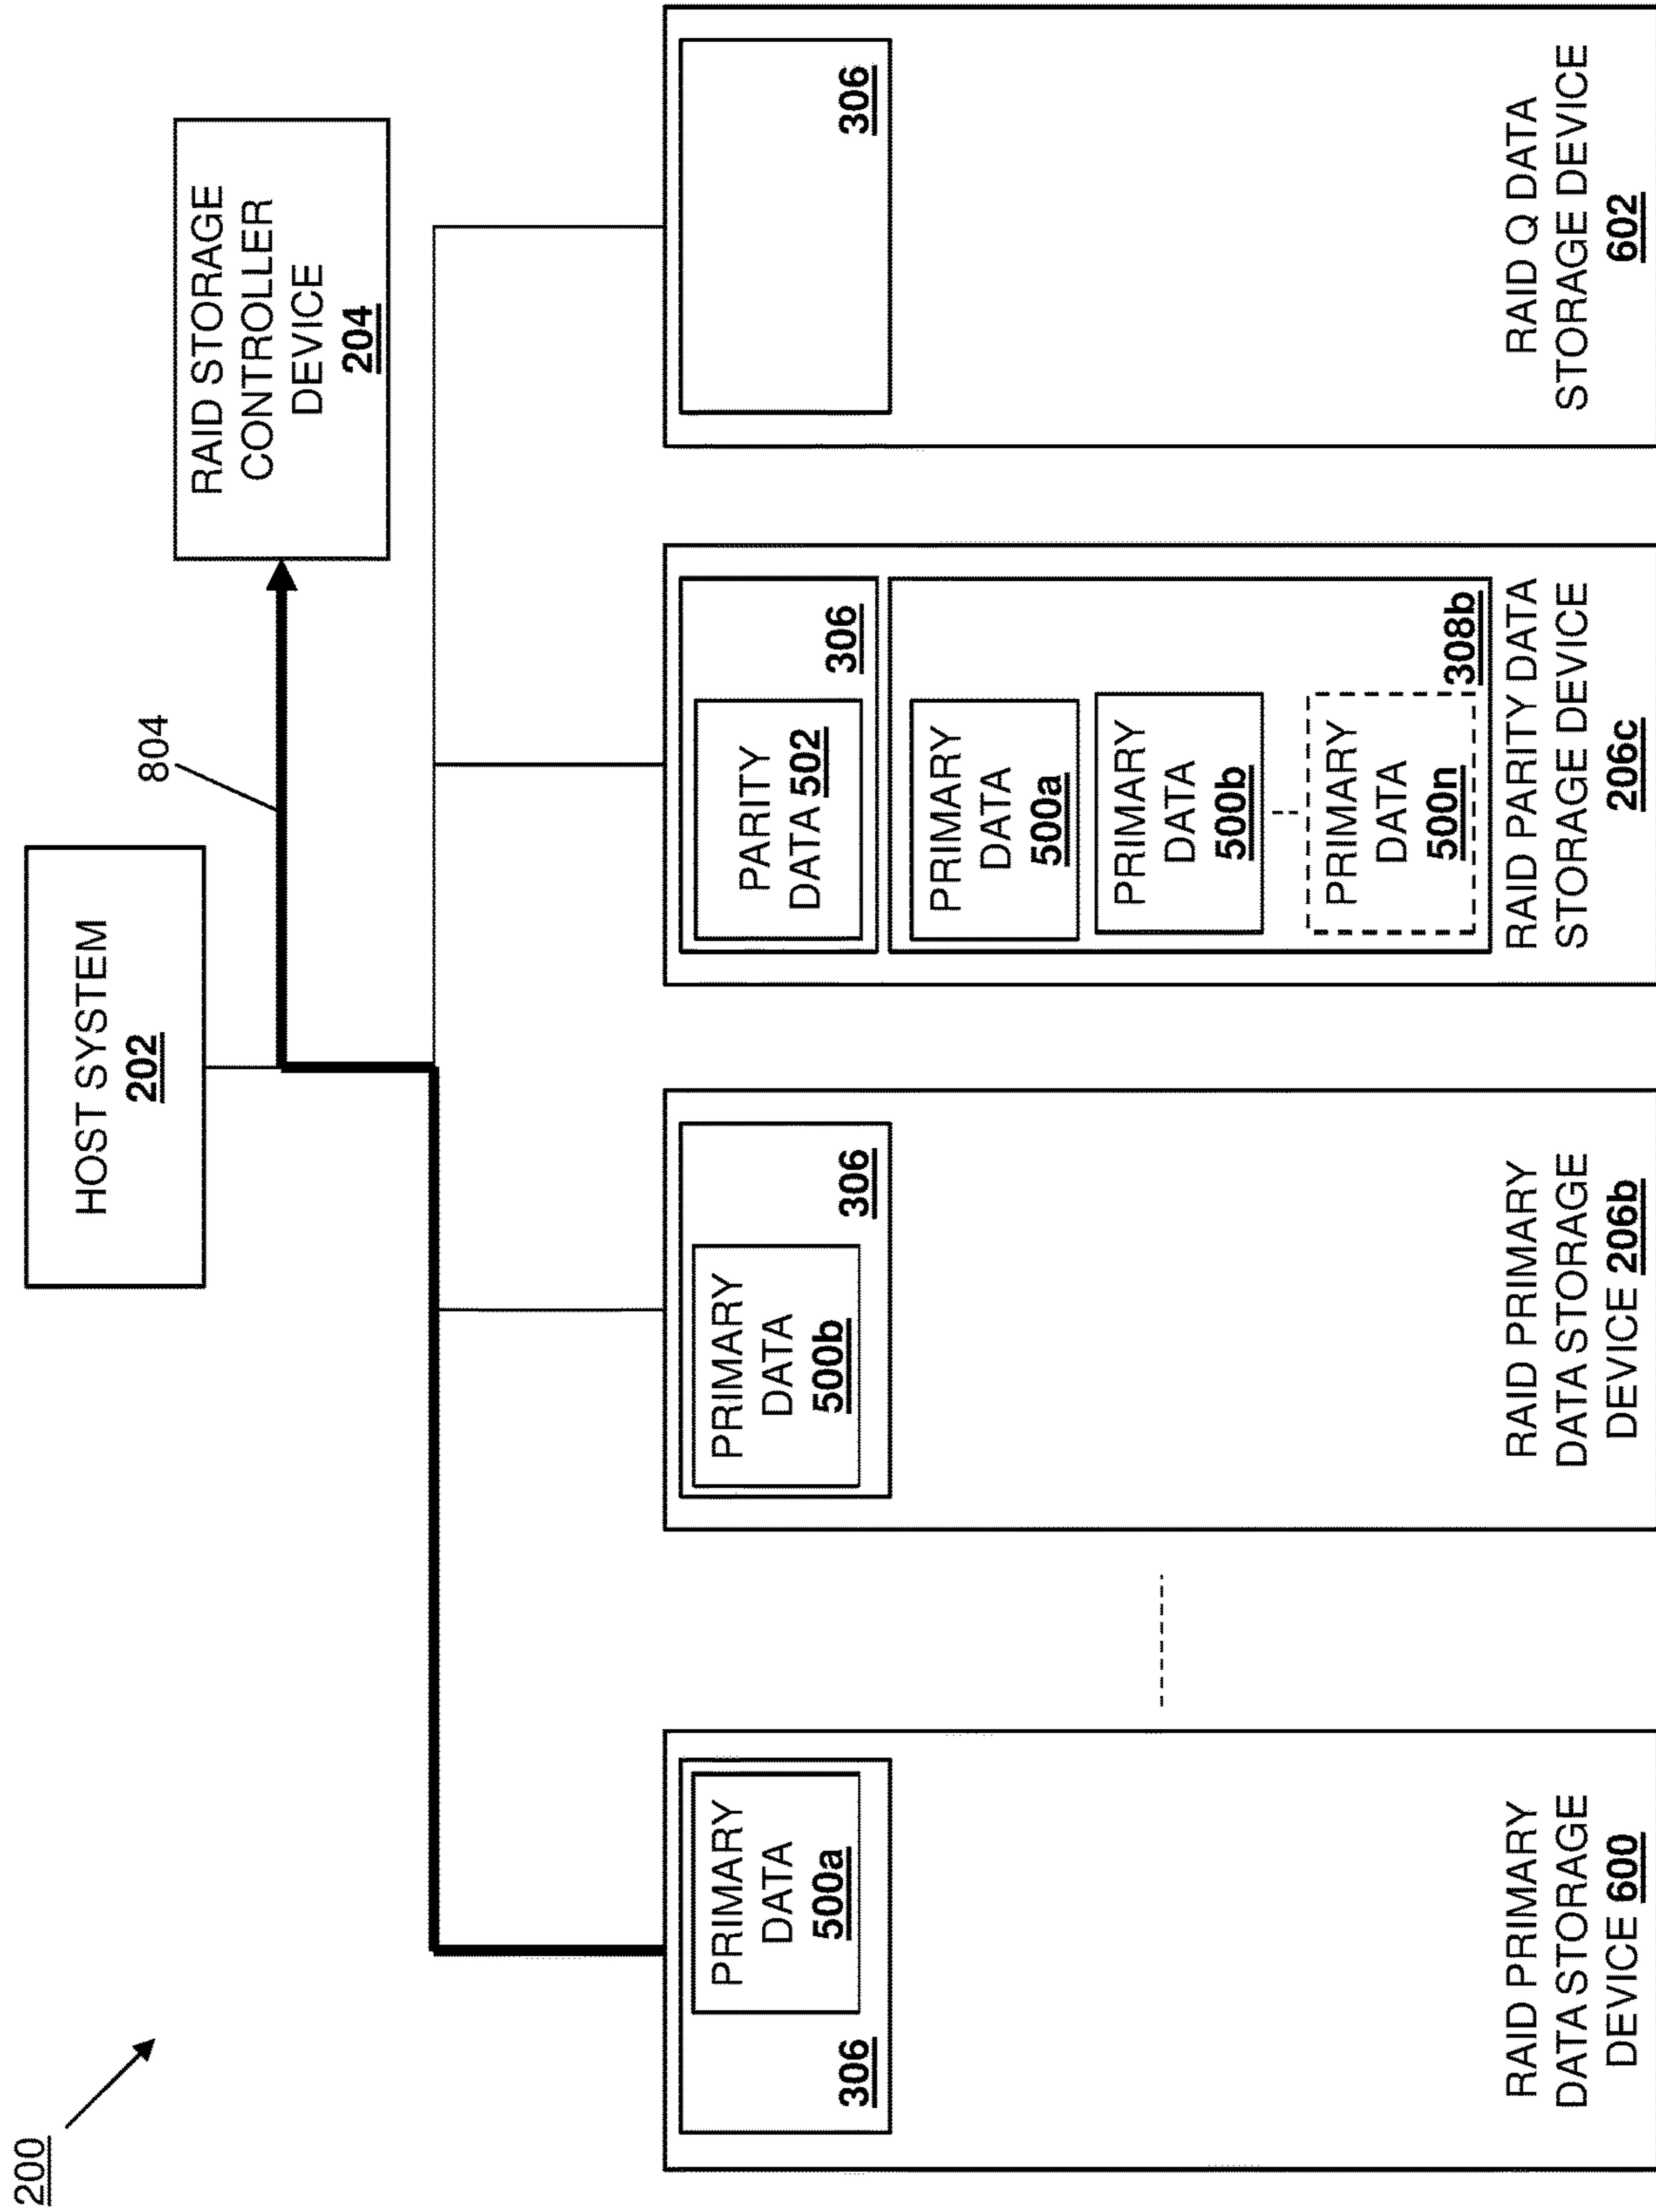 200
HOST SYSTEM
202
804
RAID STORAGE
CONTROLLER
DEVICE
204
PRIMARY
DATA
500a
306
RAID PRIMARY
DATA STORAGE
DEVICE 600
PRIMARY
DATA
500b
306
RAID PRIMARY
DATA STORAGE
DEVICE 206b
PARITY
DATA 502
306
PRIMARY
DATA
500a
PRIMARY
DATA
500b
PRIMARY
DATA
500n
308b
RAID PARITY DATA
STORAGE DEVICE
206c
306
RAID Q DATA
STORAGE DEVICE
602